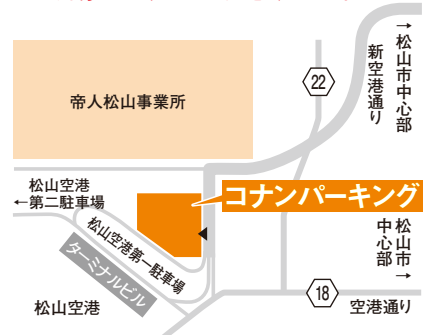 →松山市中心部
新空港通り
22
帝人松山事業所
松山空港
←第二駐車場
コナンパーキング
松山空港第一駐車場
ターミナルビル
松山市
中心部→
松山空港
18
空港通り